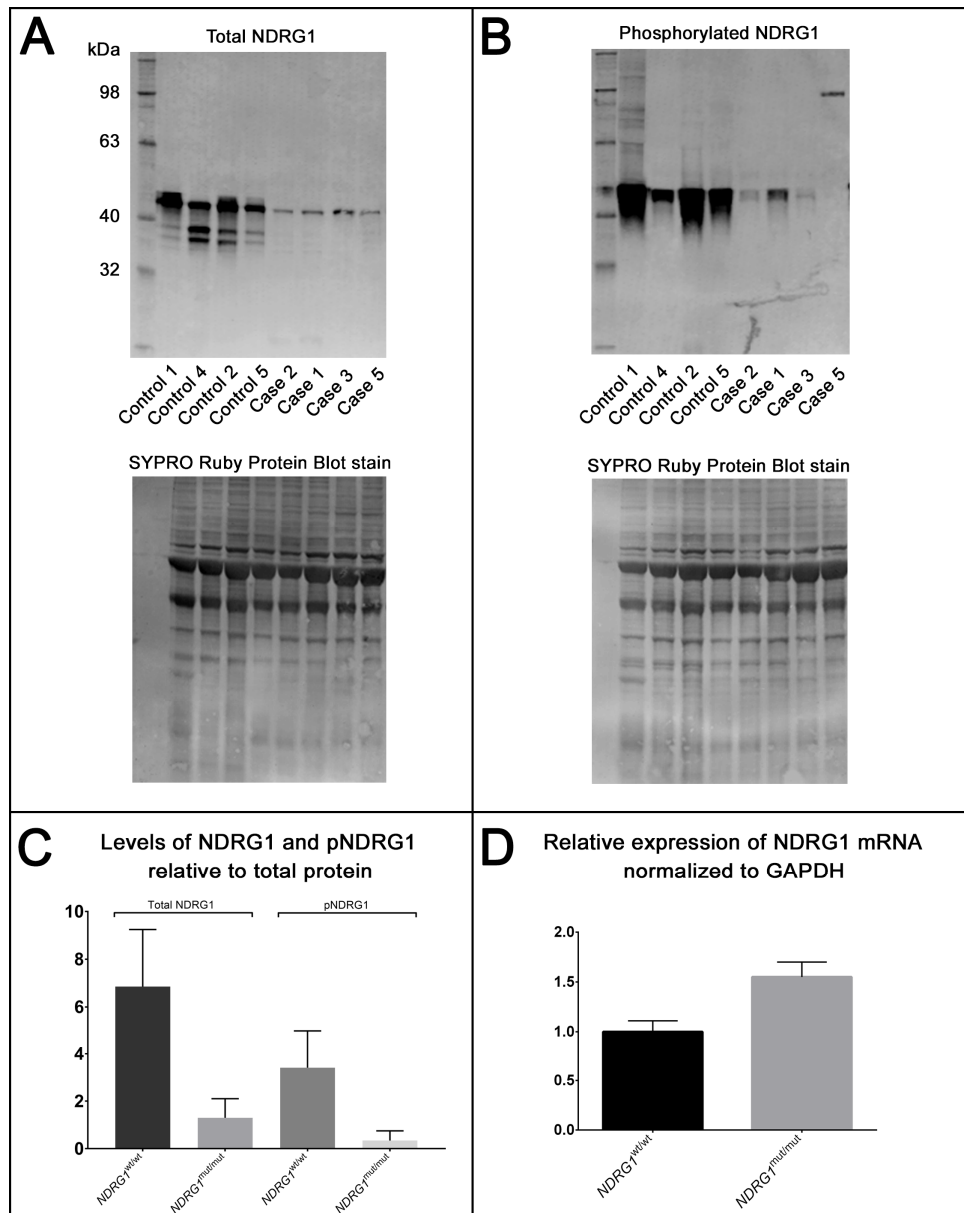 A
Total NDRG1
kDa
98
63
40
32
Control 1
Control 4
Control 2
Control 5
Case 2
Case 1
Case 3
Case 5
SYPRO Ruby Protein Blot stain
B
Phosphorylated NDRG1
Control 1
Control 4
Control 2
Control 5
Case 2
Case 1
Case 3
Case 5
SYPRO Ruby Protein Blot stain
C
Levels of NDRG1 and pNDRG1
relative to total protein
Total NDRG1
pNDRG1
10
8
6
4
2
0
NDRG1wt/wt
NDRG1mut/mut
NDRG1wt/wt
NDRG1mut/mut
D
Relative expression of NDRG1 mRNA
normalized to GAPDH
2.0
1.5
1.0
0.5
0.0
NDRG1wt/wt
NDRG1mut/mut